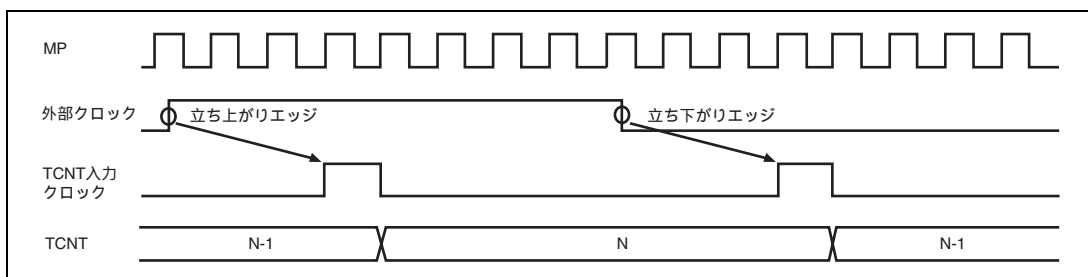 MP
外部クロック
立ち上がりエッジ
立ち下がりエッジ
TCNT入力
クロック
TCNT
N-1
N
N-1